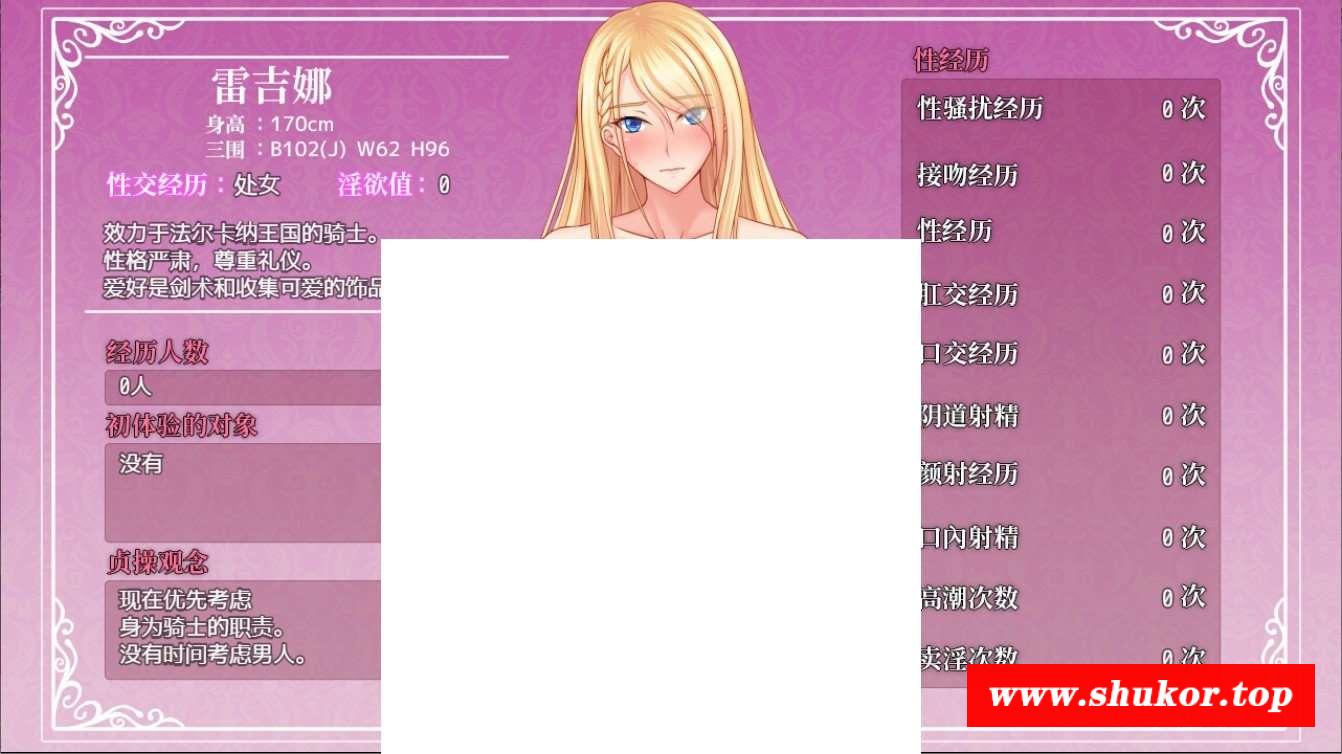 雷吉娜
身高 ：170cm
三围 ：B102(J) W62 H96
性交经历：处女 淫欲值：0
效力于法尔卡纳王国的骑士。
性格严肃，尊重礼仪。
爱好是剑术和收集可爱的饰品
经历人数
0人
初体验的对象
没有
贞操观念
现在优先考虑
身为骑士的职责。
没有时间考虑男人。
性经历
性骚扰经历 0次
接吻经历 0次
性经历 0次
肛交经历 0次
口交经历 0次
阴道射精 0次
颜射经历 0次
口內射精 0次
高潮次数 0次
卖淫次数 0次
www.shukor.top